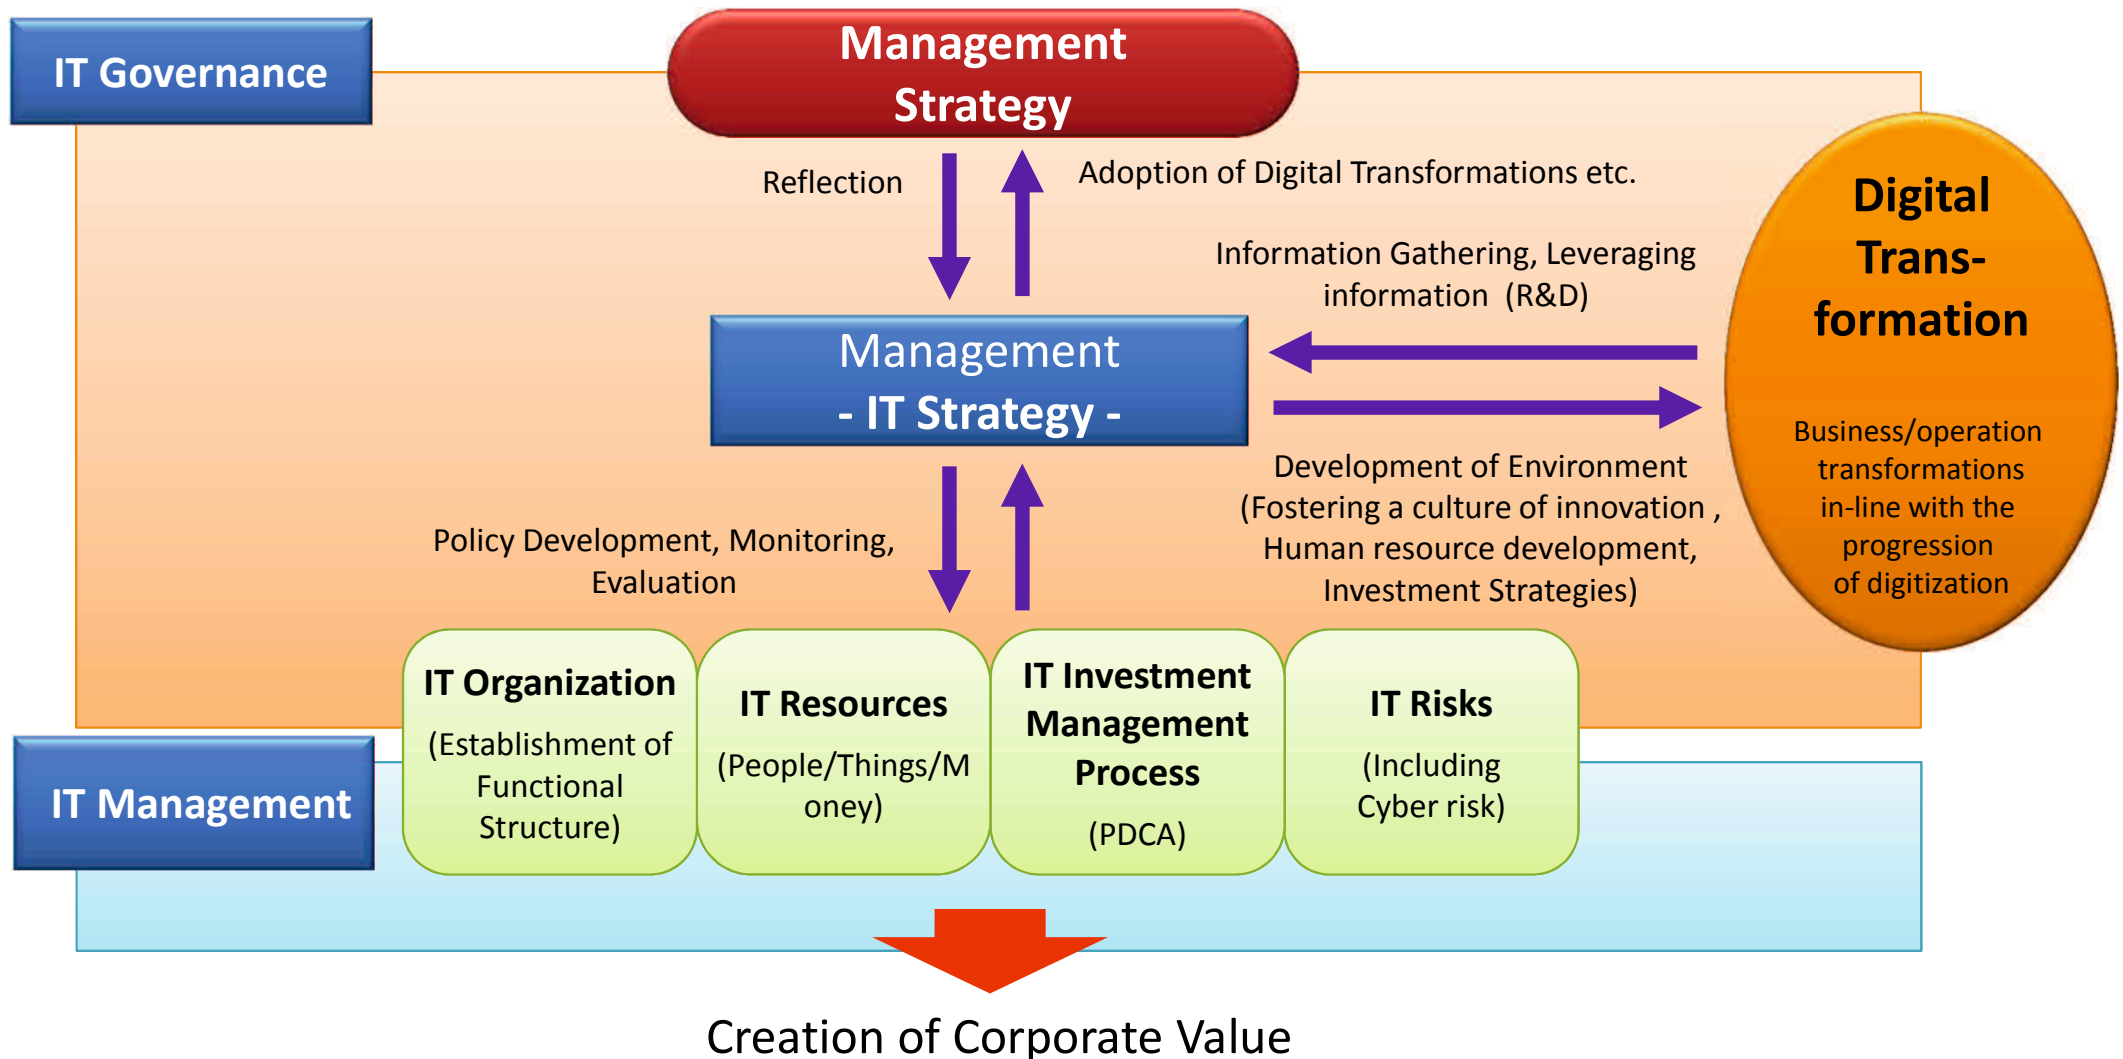 IT Governance
Management
Strategy
Reflection
Adoption of Digital Transformations etc.
Information Gathering, Leveraging
information (R&D)
Digital
Trans-
formation
Business/operation
transformations
in-line with the
progression
of digitization
Management
- IT Strategy -
Development of Environment
(Fostering a culture of innovation ,
Human resource development,
Investment Strategies)
Policy Development, Monitoring,
Evaluation
IT Organization
(Establishment of
Functional
Structure)
IT Resources
(People/Things/M
oney)
IT Investment
Management
Process
(PDCA)
IT Risks
(Including
Cyber risk)
IT Management
Creation of Corporate Value